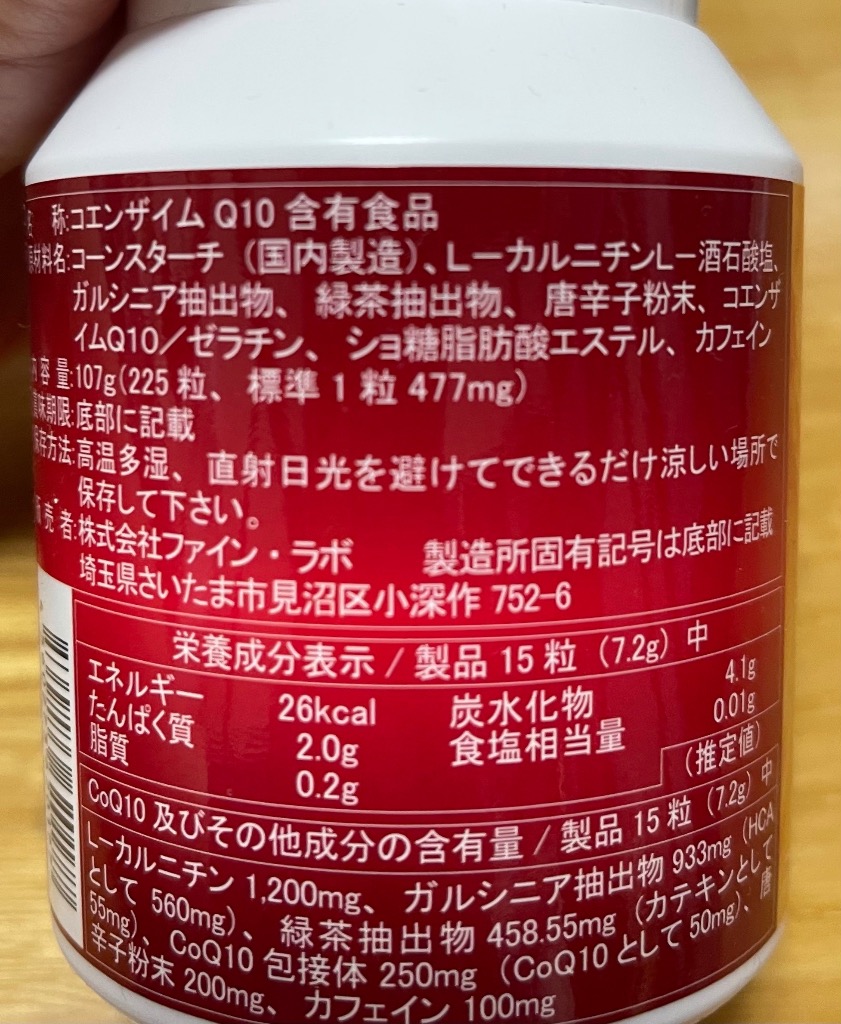 称:コエンザイム Q10 含有食品
原材料名:コーンスターチ (国内製造)、L-カルニチンL-酒石酸塩、
ガルシニア抽出物、緑茶抽出物、唐辛子粉末、コエンザ
イムQ10/ゼラチン、ショ糖脂肪酸エステル、カフェイン
内容量:107g(225 粒、標準 1 粒 477mg)
賞味期限:底部に記載
保存方法:高温多湿、直射日光を避けてできるだけ涼しい場所で
保存して下さい。
販売者:株式会社ファイン・ラボ 製造所固有記号は底部に記載
埼玉県さいたま市見沼区小深作 752-6
栄養成分表示 / 製品 15 粒 (7.2g) 中
エネルギー 26kcal 炭水化物 4.1g
たんぱく質 2.0g 食塩相当量 0.01g
脂質 0.2g (推定値)
CoQ10 及びその他成分の含有量 / 製品 15 粒 (7.2g) 中
L-カルニチン 1,200mg、ガルシニア抽出物 933mg (HCA
として 560mg)、緑茶抽出物 458.55mg (カテキンとして
55mg)、CoQ10 包接体 250mg (CoQ10 として 50mg)、唐
辛子粉末 200mg、カフェイン 100mg